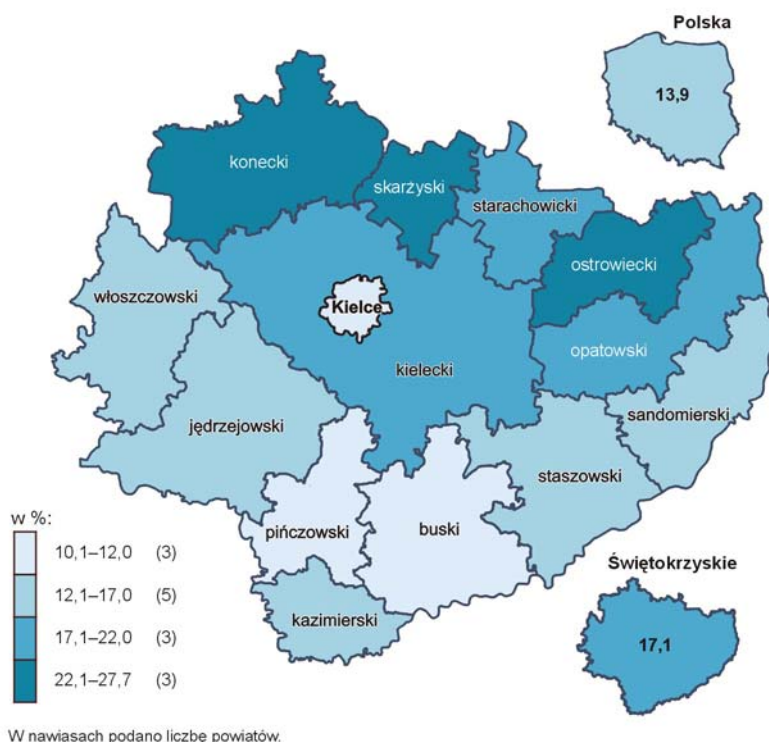 Polska
13,9
konecki
skarżyski
starachowicki
ostrowiecki
włoszczowski
Kielce
opatowski
kielecki
sandomierski
jędrzejowski
staszowski
w %:
10,1–12,0 (3)
12,1–17,0 (5)
17,1–22,0 (3)
22,1–27,7 (3)
pińczowski
buski
kazimierski
Świętokrzyskie
17,1
W nawiasach podano liczbę powiatów.